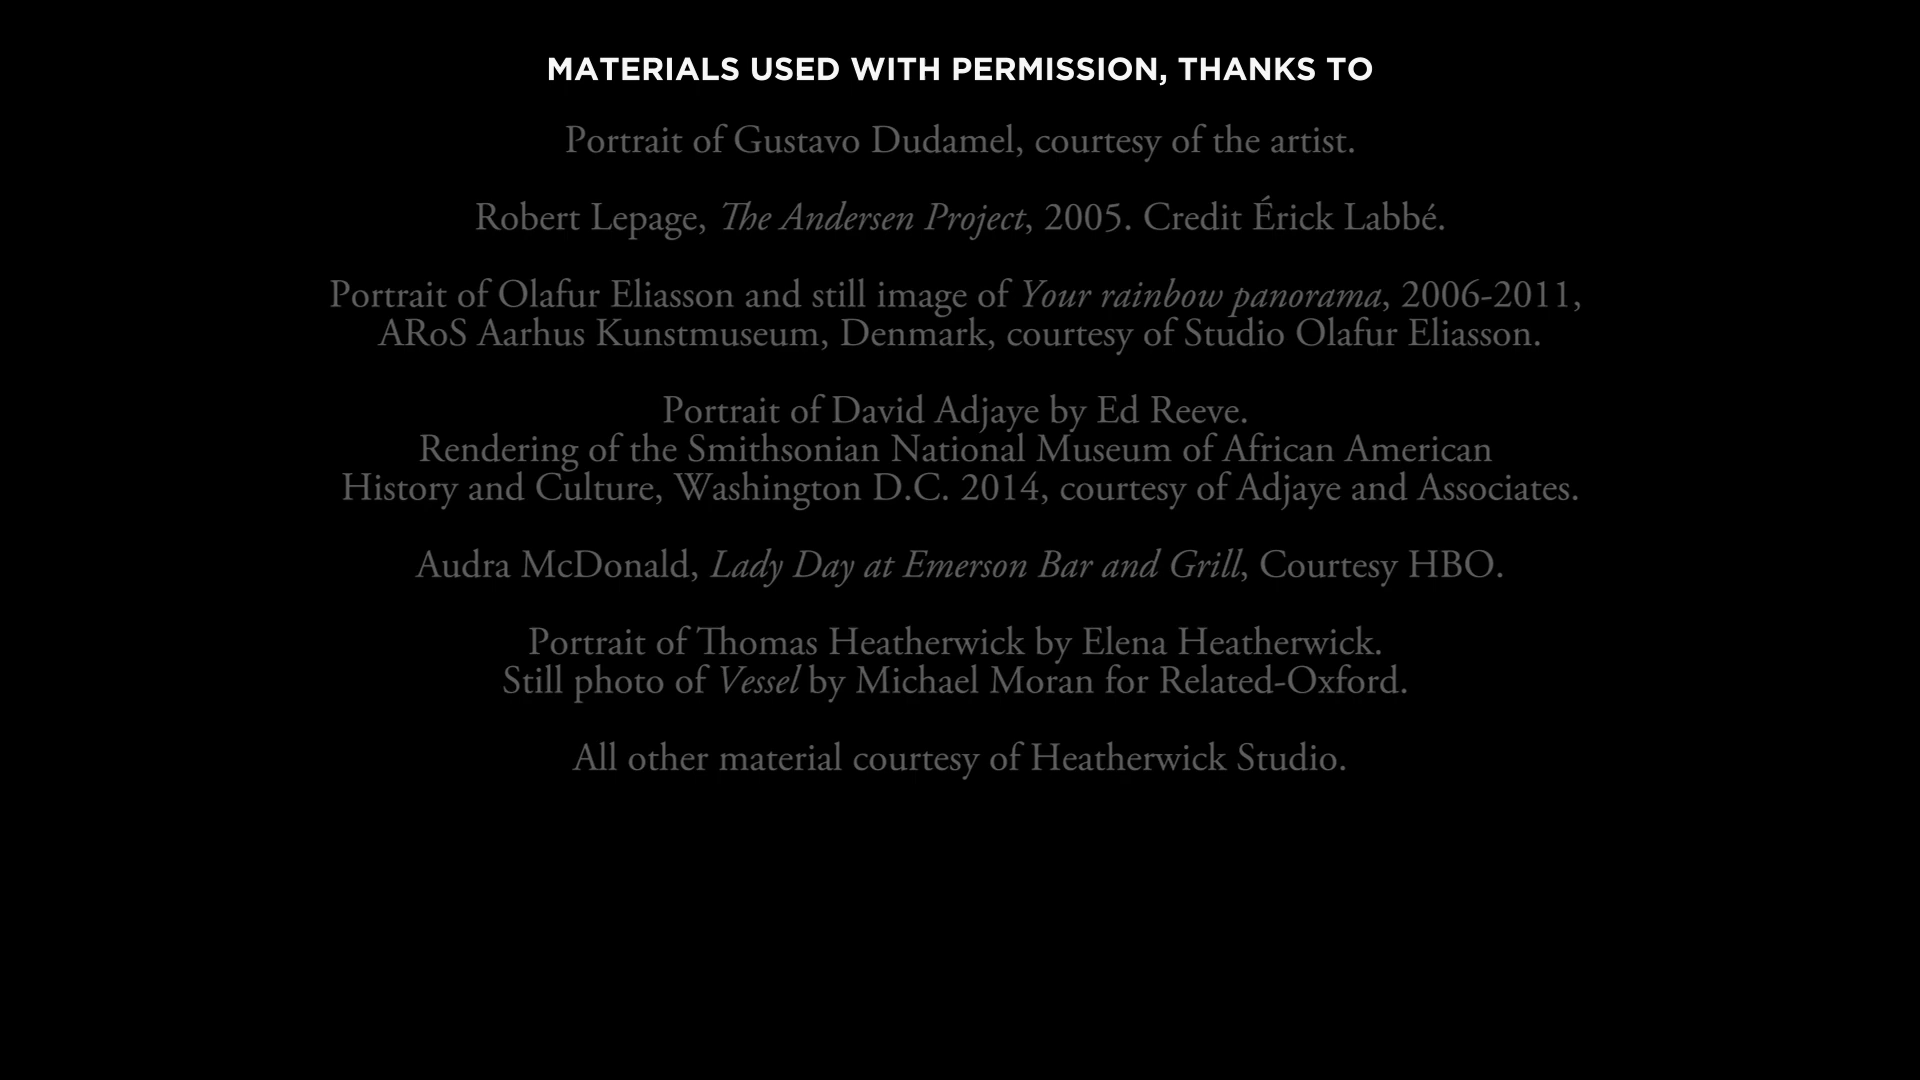 MATERIALS USED WITH PERMISSION, THANKS TO
Portrait of Gustavo Dudamel, courtesy of the artist.
Robert Lepage, The Andersen Project, 2005. Credit Érick Labbé.
Portrait of Olafur Eliasson and still image of Your rainbow panorama, 2006-2011,
ARoS Aarhus Kunstmuseum, Denmark, courtesy of Studio Olafur Eliasson.
Portrait of David Adjaye by Ed Reeve.
Rendering of the Smithsonian National Museum of African American
History and Culture, Washington D.C. 2014, courtesy of Adjaye and Associates.
Audra McDonald, Lady Day at Emerson Bar and Grill, Courtesy HBO.
Portrait of Thomas Heatherwick by Elena Heatherwick.
Still photo of Vessel by Michael Moran for Related-Oxford.
All other material courtesy of Heatherwick Studio.